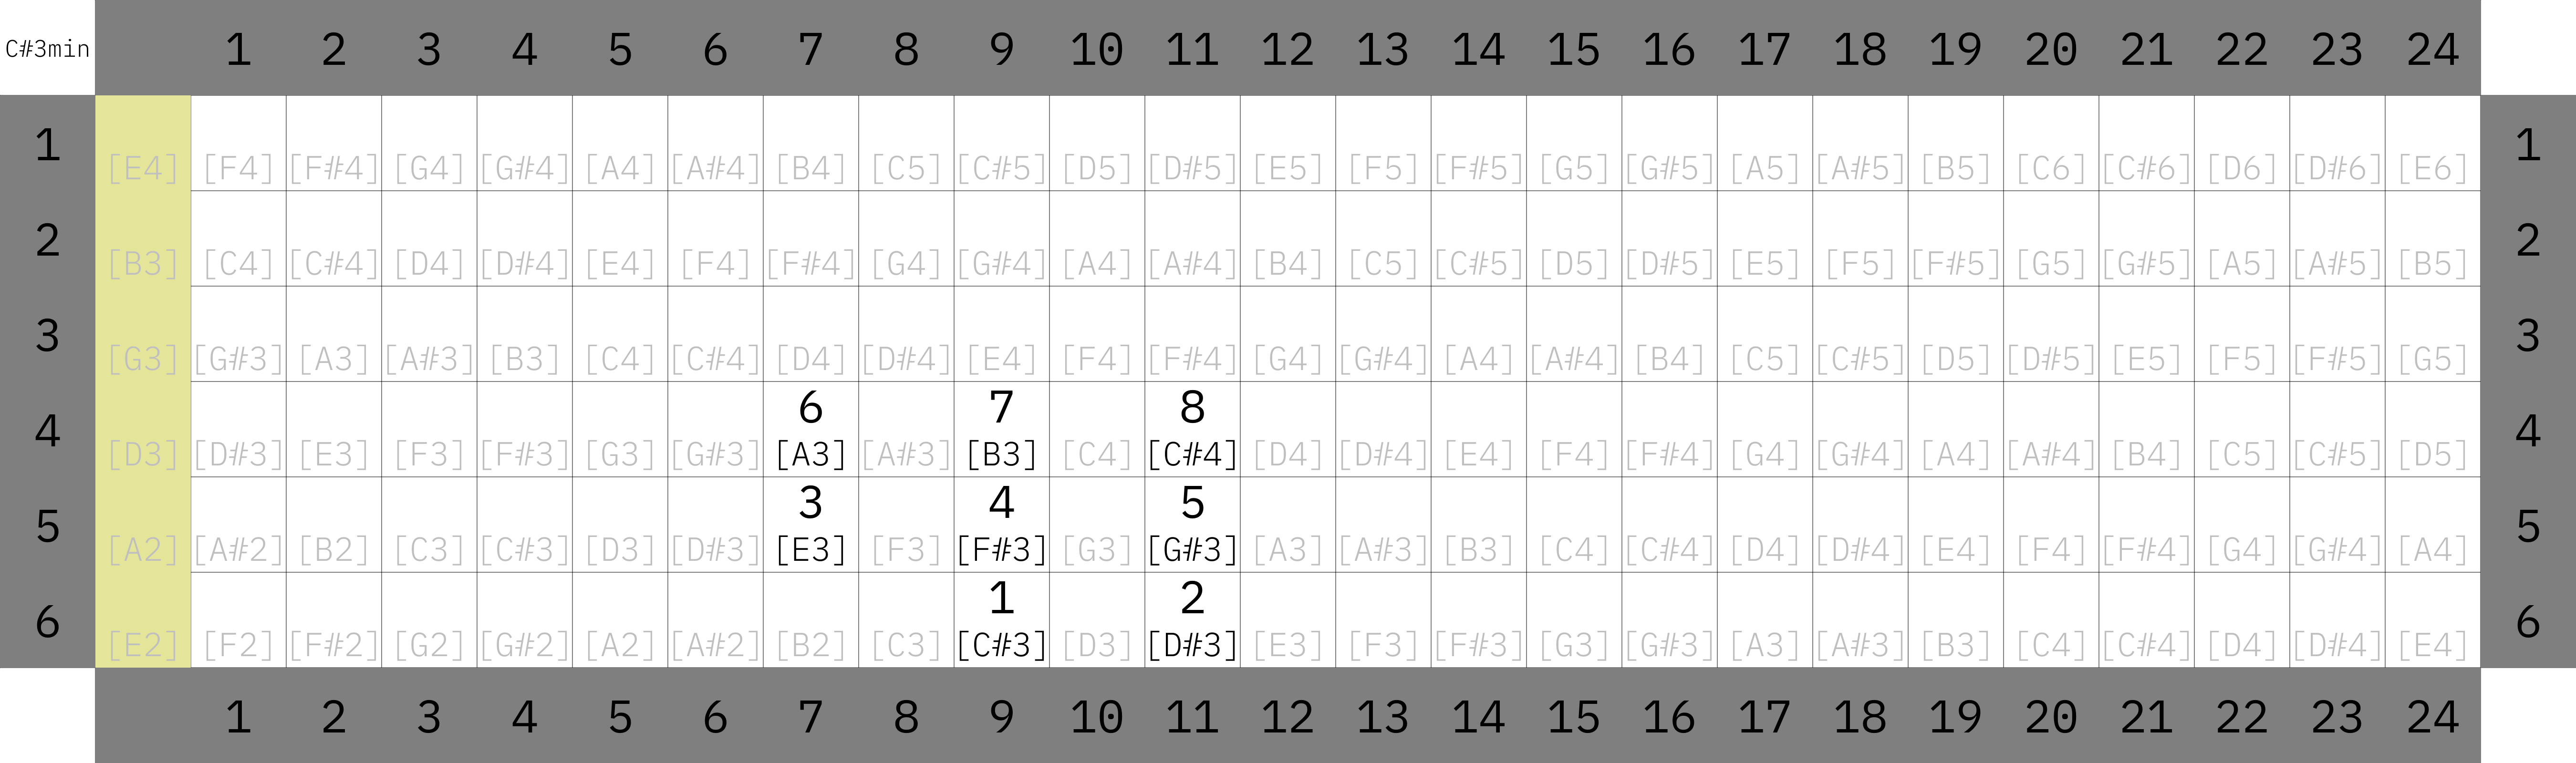 C#3min 1 2 3 4 5 6 7 8 9 10 11 12 13 14 15 16 17 18 19 20 21 22 23 24
1 [E4] [F4] [F#4] [G4] [G#4] [A4] [A#4] [B4] [C5] [C#5] [D5] [D#5] [E5] [F5] [F#5] [G5] [G#5] [A5] [A#5] [B5] [C6] [C#6] [D6] [D#6] [E6] 1
2 [B3] [C4] [C#4] [D4] [D#4] [E4] [F4] [F#4] [G4] [G#4] [A4] [A#4] [B4] [C5] [C#5] [D5] [D#5] [E5] [F5] [F#5] [G5] [G#5] [A5] [A#5] [B5] 2
3 [G3] [G#3] [A3] [A#3] [B3] [C4] [C#4] [D4] [D#4] [E4] [F4] [F#4] [G4] [G#4] [A4] [A#4] [B4] [C5] [C#5] [D5] [D#5] [E5] [F5] [F#5] [G5] 3
6 7 8
4 [D3] [D#3] [E3] [F3] [F#3] [G3] [G#3] [A3] [A#3] [B3] [C4] [C#4] [D4] [D#4] [E4] [F4] [F#4] [G4] [G#4] [A4] [A#4] [B4] [C5] [C#5] [D5] 4
3 4 5
5 [A2] [A#2] [B2] [C3] [C#3] [D3] [D#3] [E3] [F3] [F#3] [G3] [G#3] [A3] [A#3] [B3] [C4] [C#4] [D4] [D#4] [E4] [F4] [F#4] [G4] [G#4] [A4] 5
1 2
6 [E2] [F2] [F#2] [G2] [G#2] [A2] [A#2] [B2] [C3] [C#3] [D3] [D#3] [E3] [F3] [F#3] [G3] [G#3] [A3] [A#3] [B3] [C4] [C#4] [D4] [D#4] [E4] 6
1 2 3 4 5 6 7 8 9 10 11 12 13 14 15 16 17 18 19 20 21 22 23 24